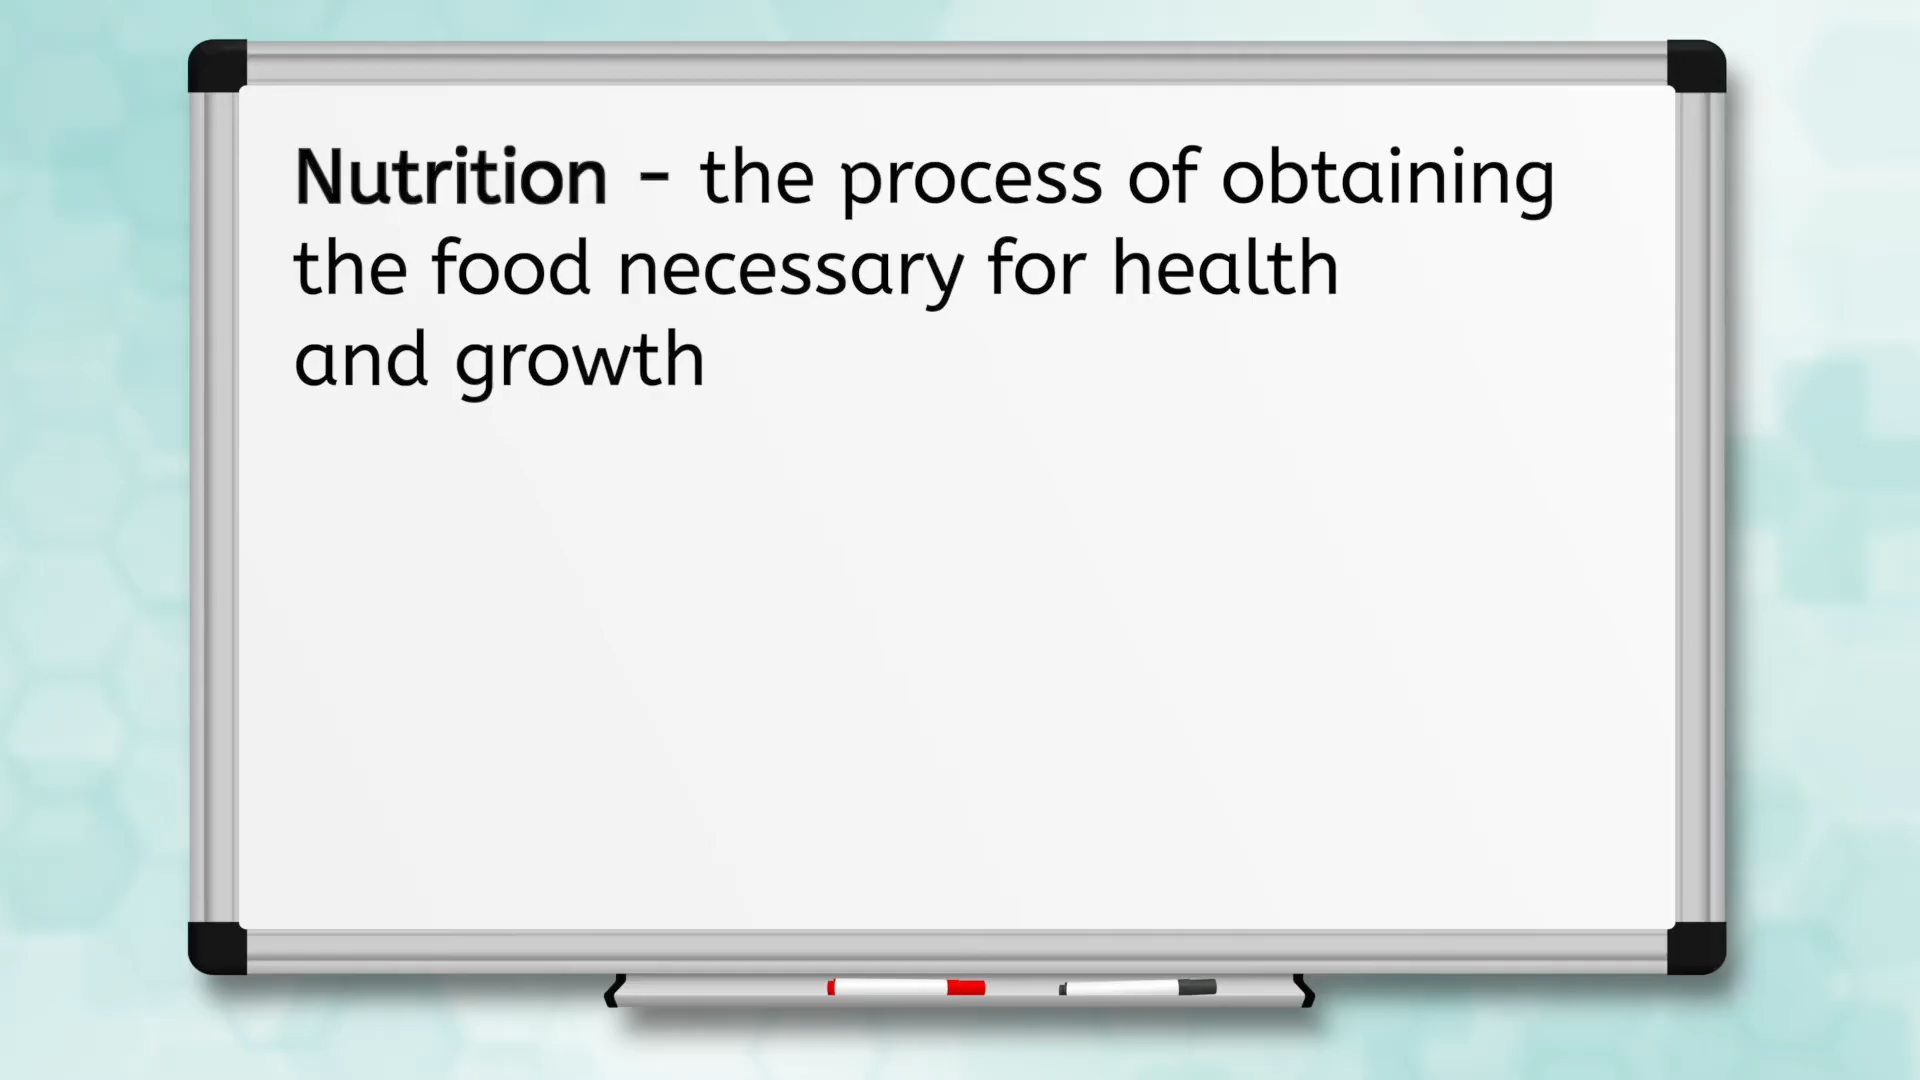 Nutrition - the process of obtaining
the food necessary for health
and growth